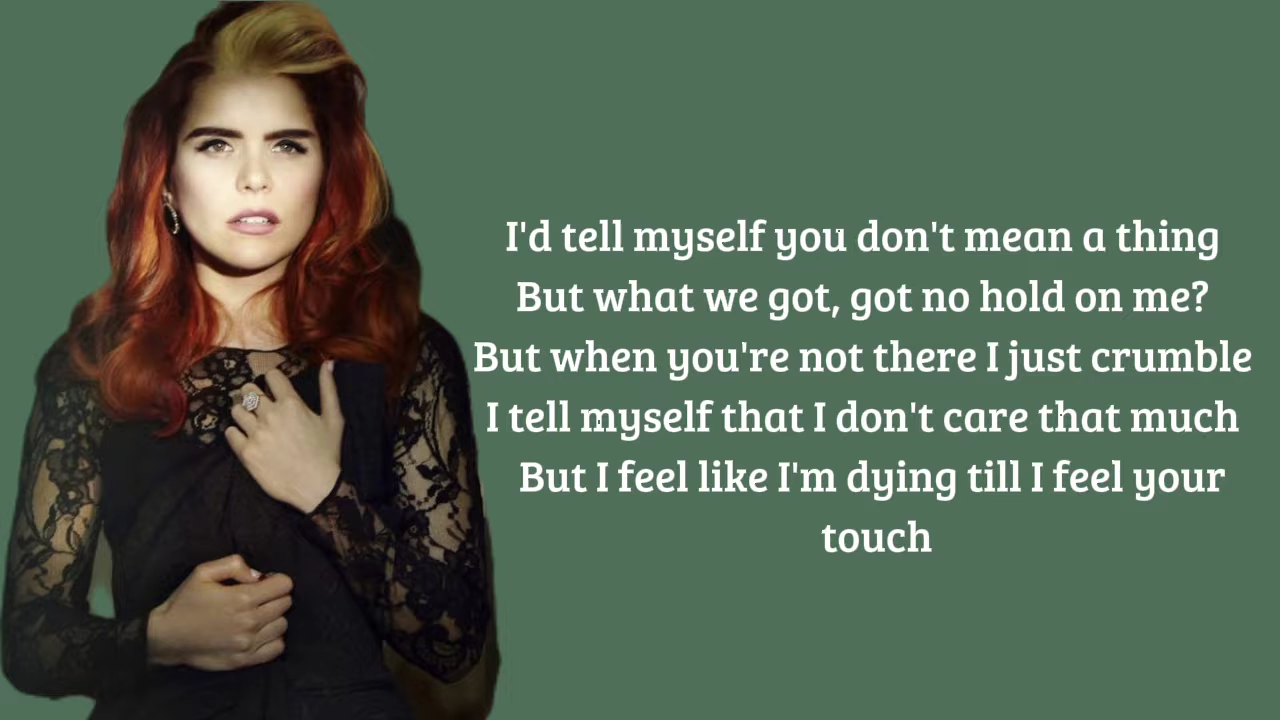 I'd tell myself you don't mean a thing
But what we got, got no hold on me?
But when you're not there I just crumble
I tell myself that I don't care that much
But I feel like I'm dying till I feel your
touch